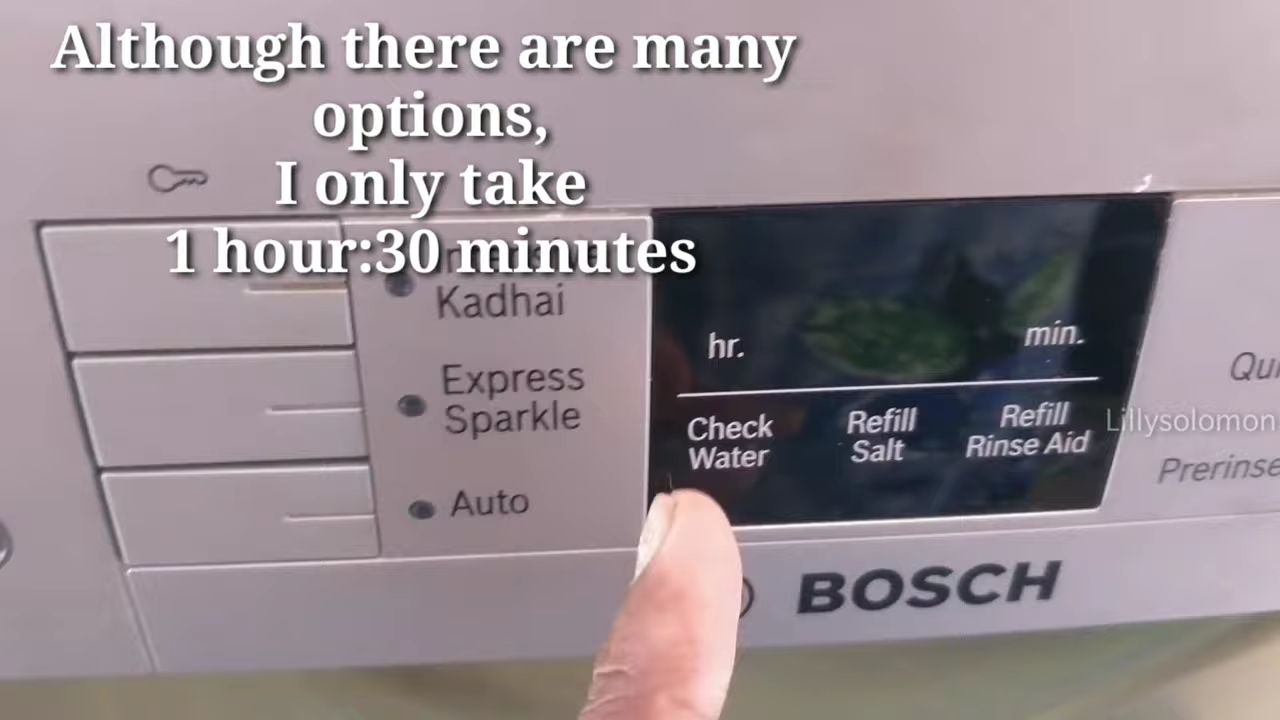 Although there are many
options,
I only take
1 hour:30 minutes
Kadhai
Express
Sparkle
Auto
hr.
min.
Check
Water
Refill
Salt
Refill
Rinse Aid
Lillysolomon
Prerinse
BOSCH